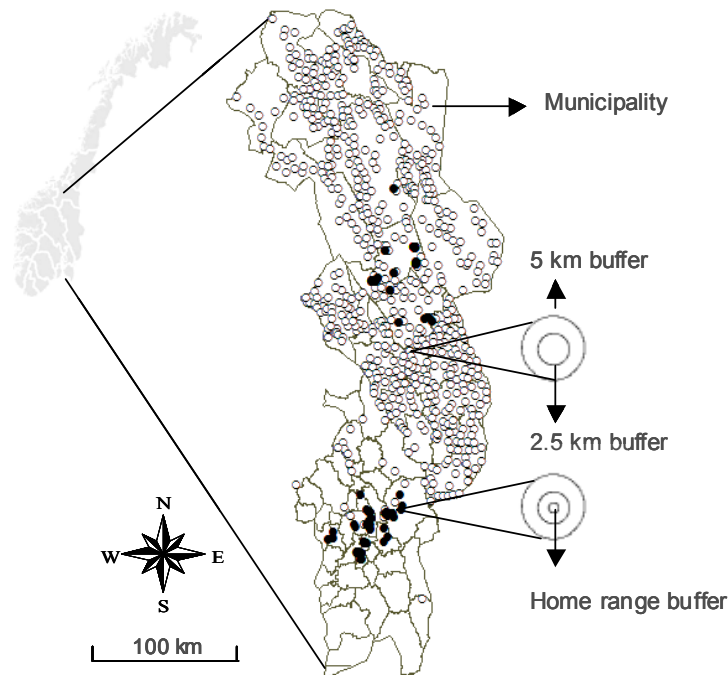 Municipality
5 km buffer
2.5 km buffer
N
W
E
S
Home range buffer
100 km